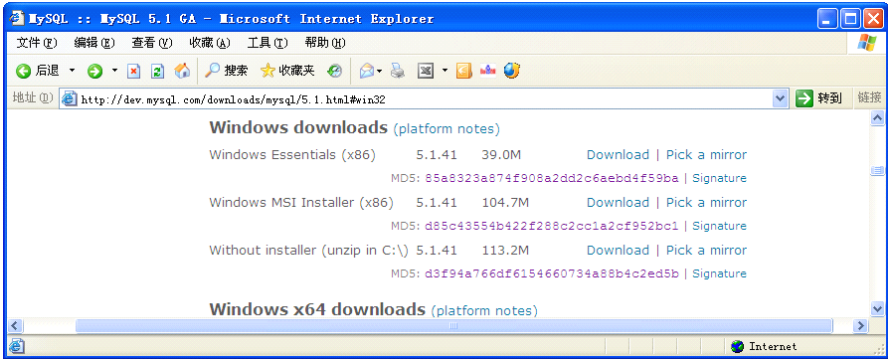 MySQL :: MySQL 5.1 GA - Microsoft Internet Explorer
文件(F) 编辑(E) 查看(V) 收藏(A) 工具(T) 帮助(H)
后退 搜索 收藏夹
地址(D) http://dev.mysql.com/downloads/mysql/5.1.html#win32 转到 链接
Windows downloads (platform notes)
Windows Essentials (x86) 5.1.41 39.0M Download | Pick a mirror
MD5: 85a8323a874f908a2dd2c6aebd4f59ba | Signature
Windows MSI Installer (x86) 5.1.41 104.7M Download | Pick a mirror
MD5: d85c43554b422f288c2cc1a2cf952bc1 | Signature
Without installer (unzip in C:\) 5.1.41 113.2M Download | Pick a mirror
MD5: d3f94a766df6154660734a88b4c2ed5b | Signature
Windows x64 downloads (platform notes)
Internet